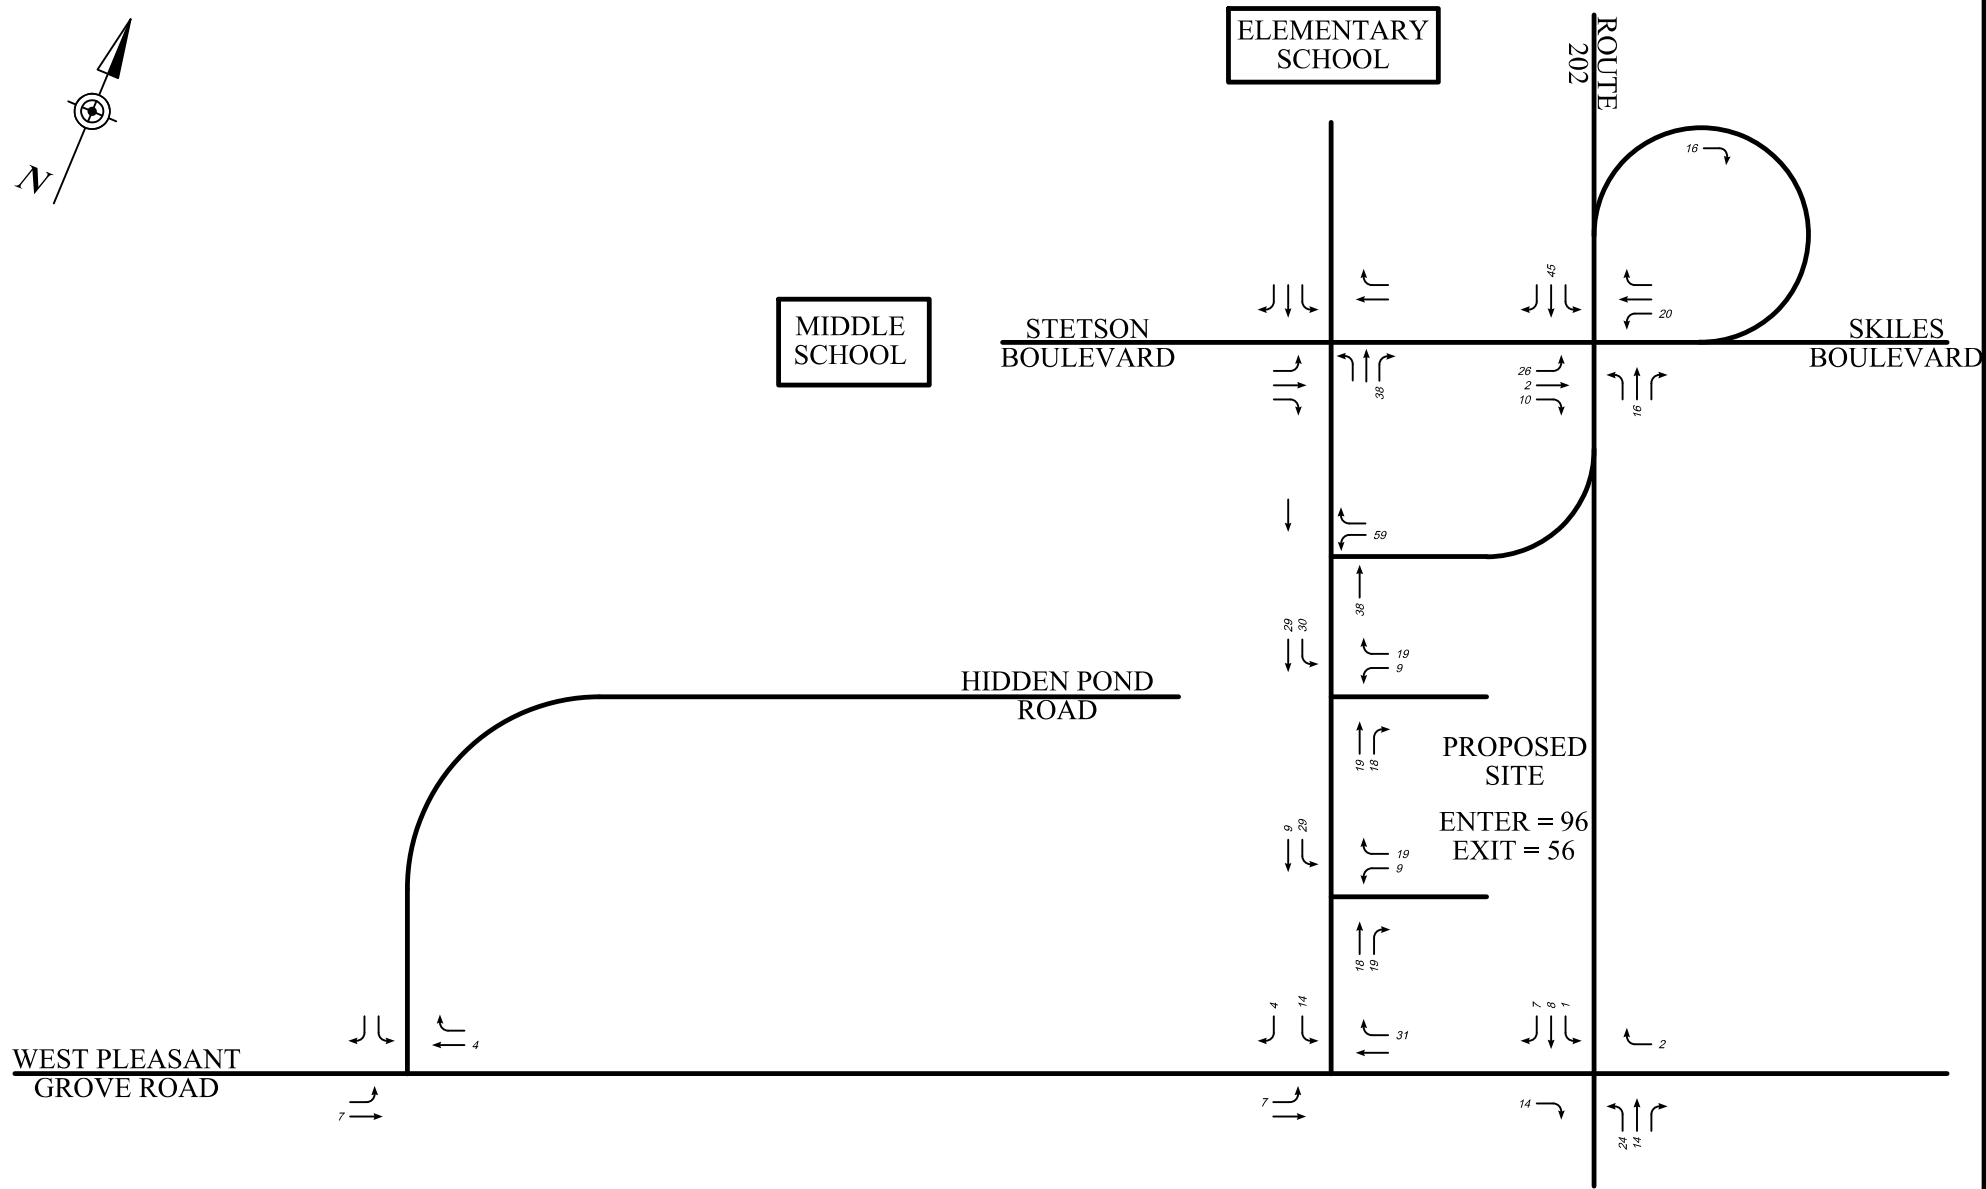 ELEMENTARY
SCHOOL
ROUTE
202
N
16
45
20
MIDDLE
SCHOOL
STETSON
BOULEVARD
SKILES
BOULEVARD
38
26
2
10
16
59
38
29
30
19
9
HIDDEN POND
ROAD
19
18
PROPOSED
SITE
ENTER = 96
EXIT = 56
9
29
19
9
18
19
4
14
31
7
8
1
2
4
WEST PLEASANT
GROVE ROAD
7
7
14
24
14